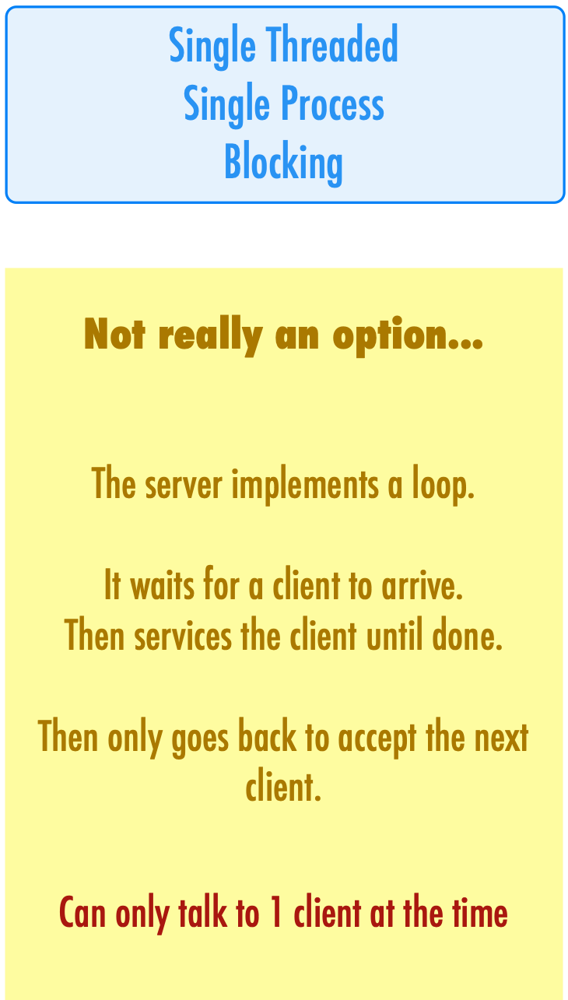 Single Threaded
Single Process
Blocking
Not really an option...
The server implements a loop.
It waits for a client to arrive.
Then services the client until done.
Then only goes back to accept the next
client.
Can only talk to 1 client at the time